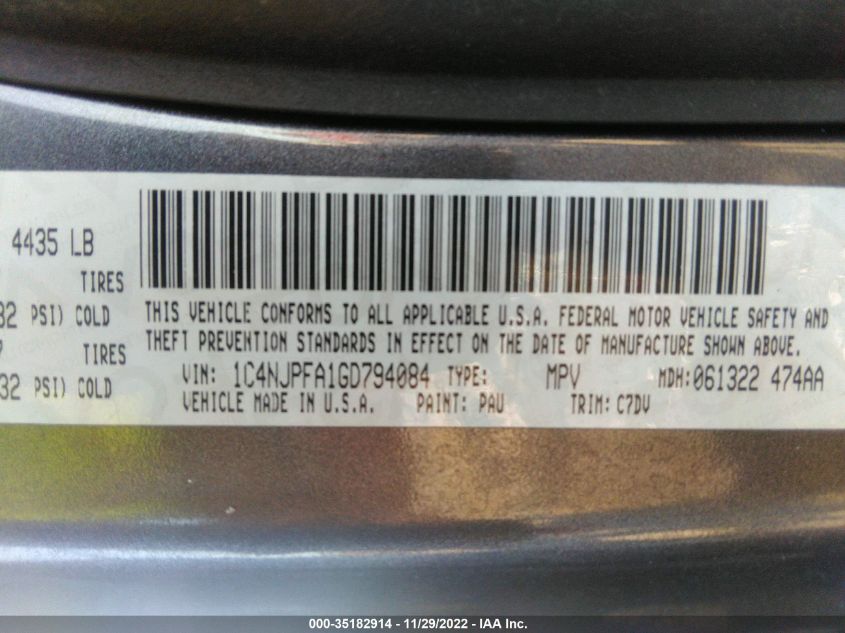 4435 LB
TIRES
32 PSI) COLD
TIRES
32 PSI) COLD
THIS VEHICLE CONFORMS TO ALL APPLICABLE U.S.A. FEDERAL MOTOR VEHICLE SAFETY AND
THEFT PREVENTION STANDARDS IN EFFECT ON THE DATE OF MANUFACTURE SHOWN ABOVE.
VIN: 1C4NJPFA1GD794084 TYPE: MPV MDH:061322 474AA
VEHICLE MADE IN U.S.A. PAINT: PAU TRIM: C7DV
000-35182914 - 11/29/2022 - IAA Inc.